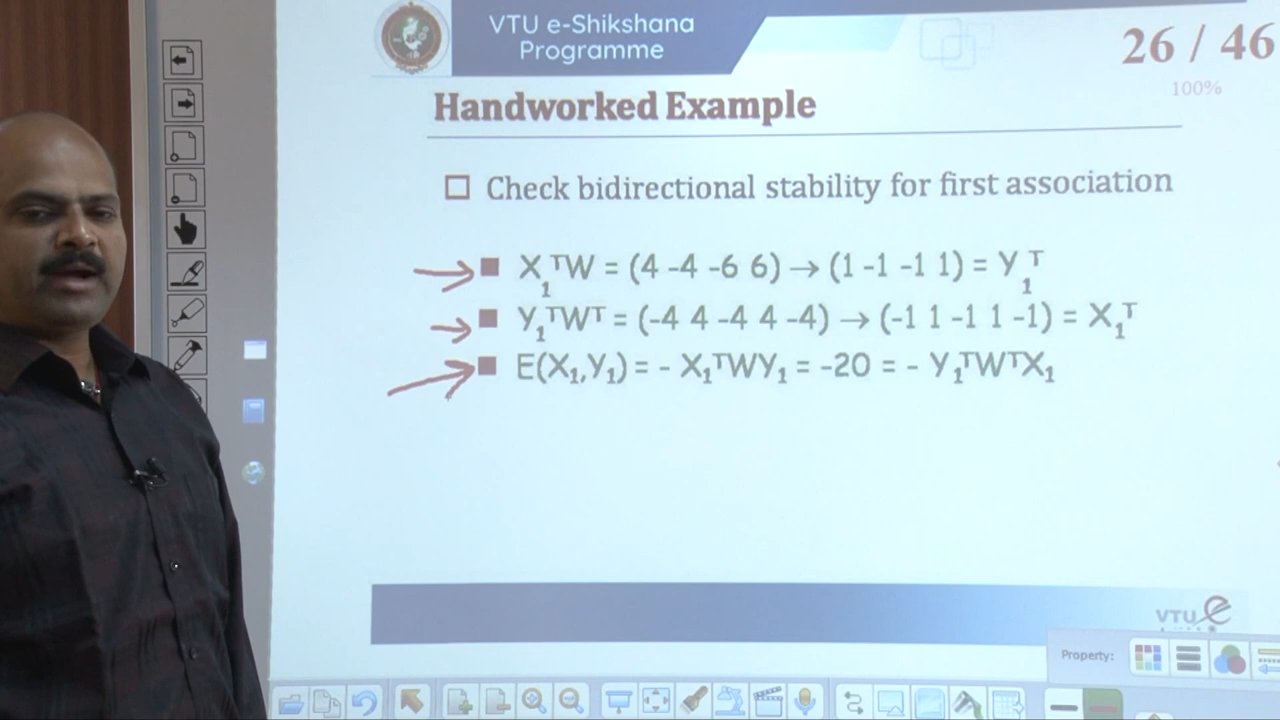 VTU e-Shikshana
Programme
26 / 46
100%
Handworked Example
Check bidirectional stability for first association
X₁ᵀW = (4 -4 -6 6) → (1 -1 -1 1) = Y₁ᵀ
Y₁ᵀWᵀ = (-4 4 -4 4 -4) → (-1 1 -1 1 -1) = X₁ᵀ
E(X₁,Y₁) = - X₁ᵀWY₁ = -20 = - Y₁ᵀWᵀX₁
VTU e
Property: